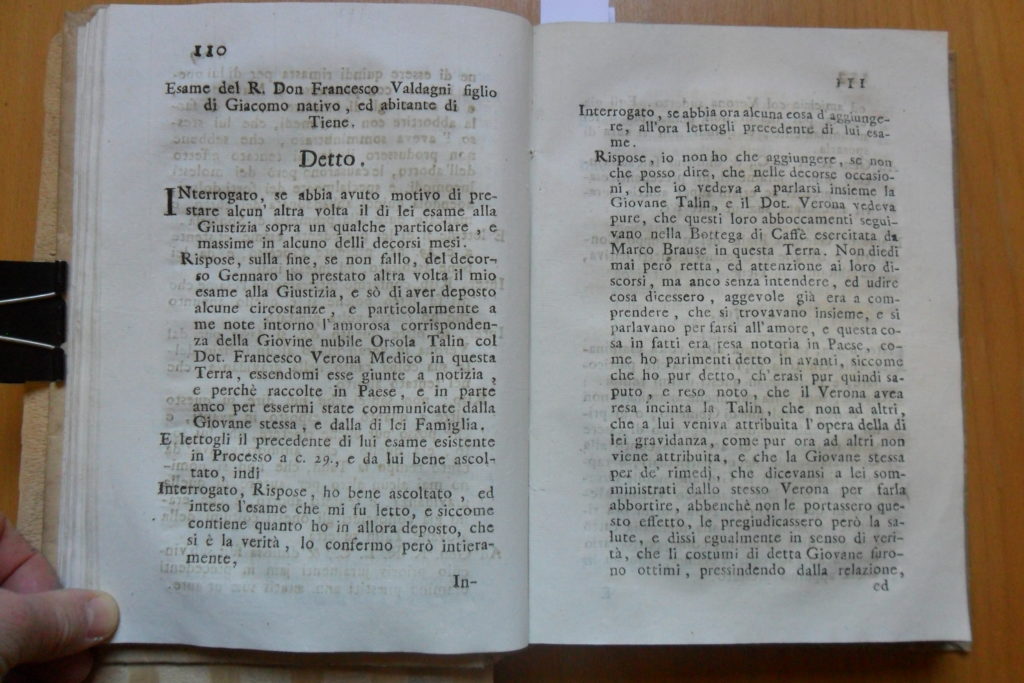 110
Esame del R. Don Francesco Valdagni figlio
di Giacomo nativo, ed abitante di
Tiene.
Detto.
INterrogato, se abbia avuto motivo di pre-
stare alcun' altra volta il di lei esame alla
Giustizia sopra un qualche particolare, e
massime in alcuno delli decorsi mesi.
Rispose, sulla fine, se non fallo, del decor-
so Gennaro ho prestato altra volta il mio
esame alla Giustizia, e sò di aver deposto
alcune circostanze, e particolarmente a
me note intorno l'amorosa corrisponden-
za della Giovine nubile Orsola Talin col
Dot. Francesco Verona Medico in questa
Terra, essendomi esse giunte a notizia,
e perchè raccolte in Paese, e in parte
anco per essermi state communicate dalla
Giovane stessa, e dalla di lei Famiglia.
E lettogli il precedente di lui esame esistente
in Processo a c. 29., e da lui bene ascol-
tato, indi
Interrogato, Rispose, ho bene ascoltato, ed
inteso l'esame che mi fu letto, e siccome
contiene quanto ho in allora deposto, che
si è la verità, lo confermo però intiera-
mente,
In-
111
Interrogato, se abbia ora alcuna cosa d'aggiunge-
re, all'ora lettogli precedente di lui esa-
me.
Rispose, io non ho che aggiungere, se non
che posso dire, che nelle decorse occasio-
ni, che io vedeva a parlarsi insieme la
Giovane Talin, e il Dot. Verona vedeva
pure, che questi loro abboccamenti segui-
vano nella Bottega di Caffè esercitata da
Marco Brause in questa Terra. Non diedi
mai però retta, ed attenzione ai loro di-
scorsi, ma anco senza intendere, ed udire
cosa dicessero, aggevole già era a com-
prendere, che si trovavano insieme, e si
parlavano per farsi all'amore, e questa co-
sa in fatti era resa notoria in Paese, co-
me ho parimenti detto in avanti, siccome
che ho pur detto, ch'erasi pur quindi sa-
puto, e reso noto, che il Verona avea
resa incinta la Talin, che non ad altri,
che a lui veniva attribuita l'opera della di
lei gravidanza, come pur ora ad altri non
viene attribuita, e che la Giovane stessa
per de' rimedj, che dicevansi a lei som-
ministrati dallo stesso Verona per farla
abbortire, abbenchè non le portassero que-
sto effetto, le pregiudicassero però la sa-
lute, e dissi egualmente in senso di veri-
tà, che li costumi di detta Giovane furo-
no ottimi, pressindendo dalla relazione,
ed